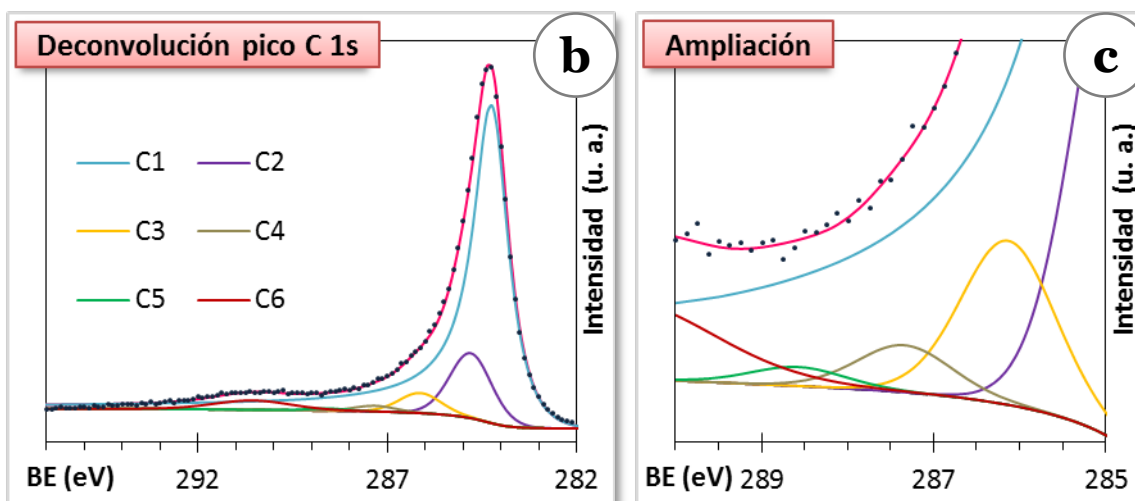 Deconvolución pico C 1s
b
C1
C2
C3
C4
C5
C6
Intensidad (u. a.)
BE (eV)
292
287
282
Ampliación
c
Intensidad (u. a.)
BE (eV)
289
287
285